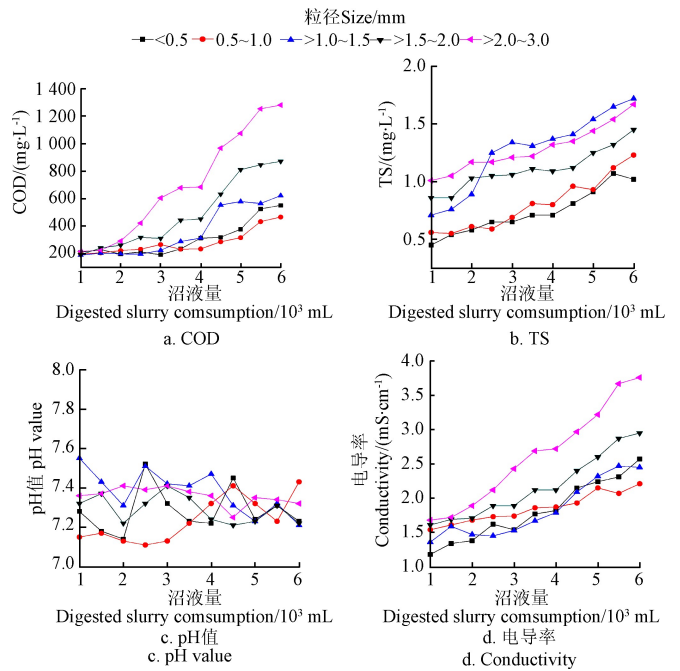 粒径Size/mm
<0.5 0.5~1.0 >1.0~1.5 >1.5~2.0 >2.0~3.0
COD/(mg·L-1)
1 400
1 200
1 000
800
600
400
200
1 2 3 4 5 6
沼液量
Digested slurry comsumption/10³ mL
a. COD
TS/(mg·L-1)
2.0
1.5
1.0
0.5
1 2 3 4 5 6
沼液量
Digested slurry comsumption/10³ mL
b. TS
pH值 pH value
8.0
7.8
7.6
7.4
7.2
7.0
1 2 3 4 5 6
沼液量
Digested slurry comsumption/10³ mL
c. pH值
c. pH value
电导率
Conductivity/(mS·cm-1)
4.0
3.5
3.0
2.5
2.0
1.5
1.0
1 2 3 4 5 6
沼液量
Digested slurry comsumption/10³ mL
d. 电导率
d. Conductivity